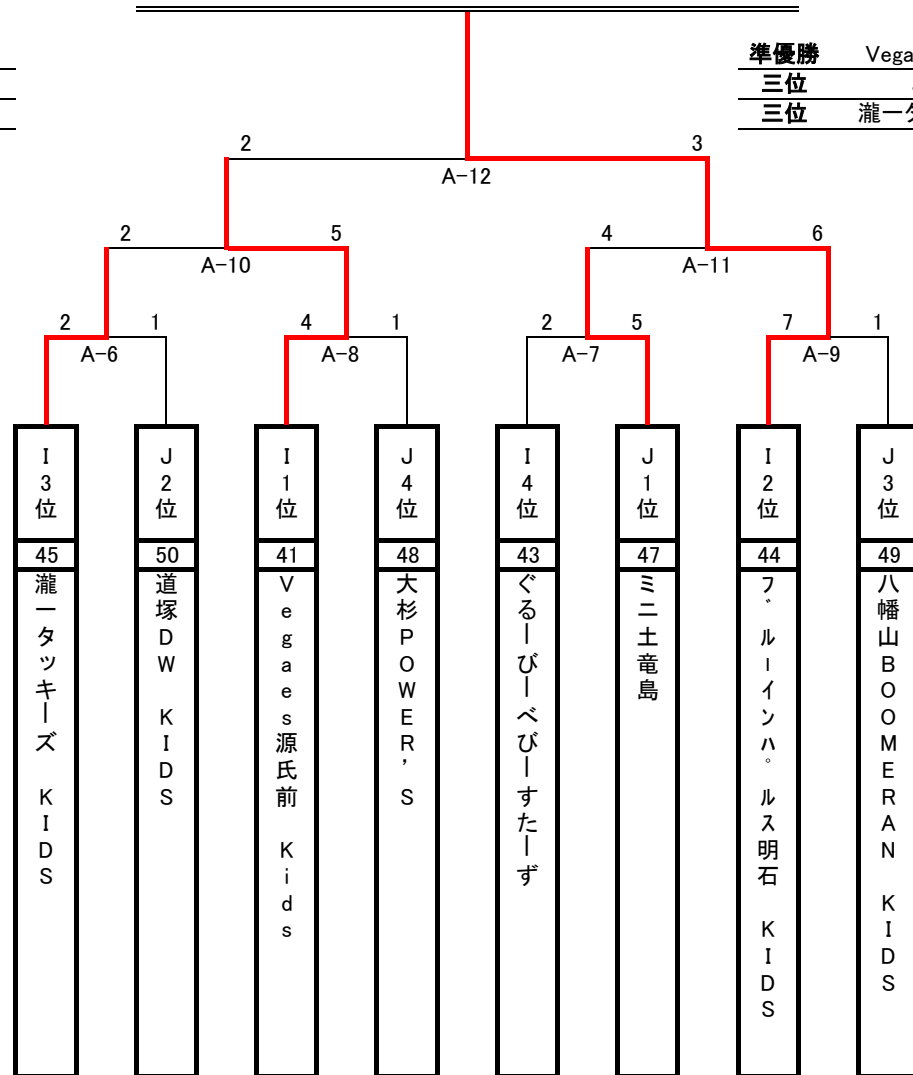 準優勝 Vega
三位
三位 瀧一タ
2 3
A-12
2 5 4 6
A-10 A-11
2 1 4 1 2 5 7 1
A-6 A-8 A-7 A-9
I3位
45
瀧一タッキーズ KIDS
J2位
50
道塚DW KIDS
I1位
41
Vegaes源氏前 Kids
J4位
48
大杉POWER’S
I4位
43
ぐるーびーべびーすたーず
J1位
47
ミニ土竜島
I2位
44
ブルーインパルス明石 KIDS
J3位
49
八幡山BOOMERAN KIDS